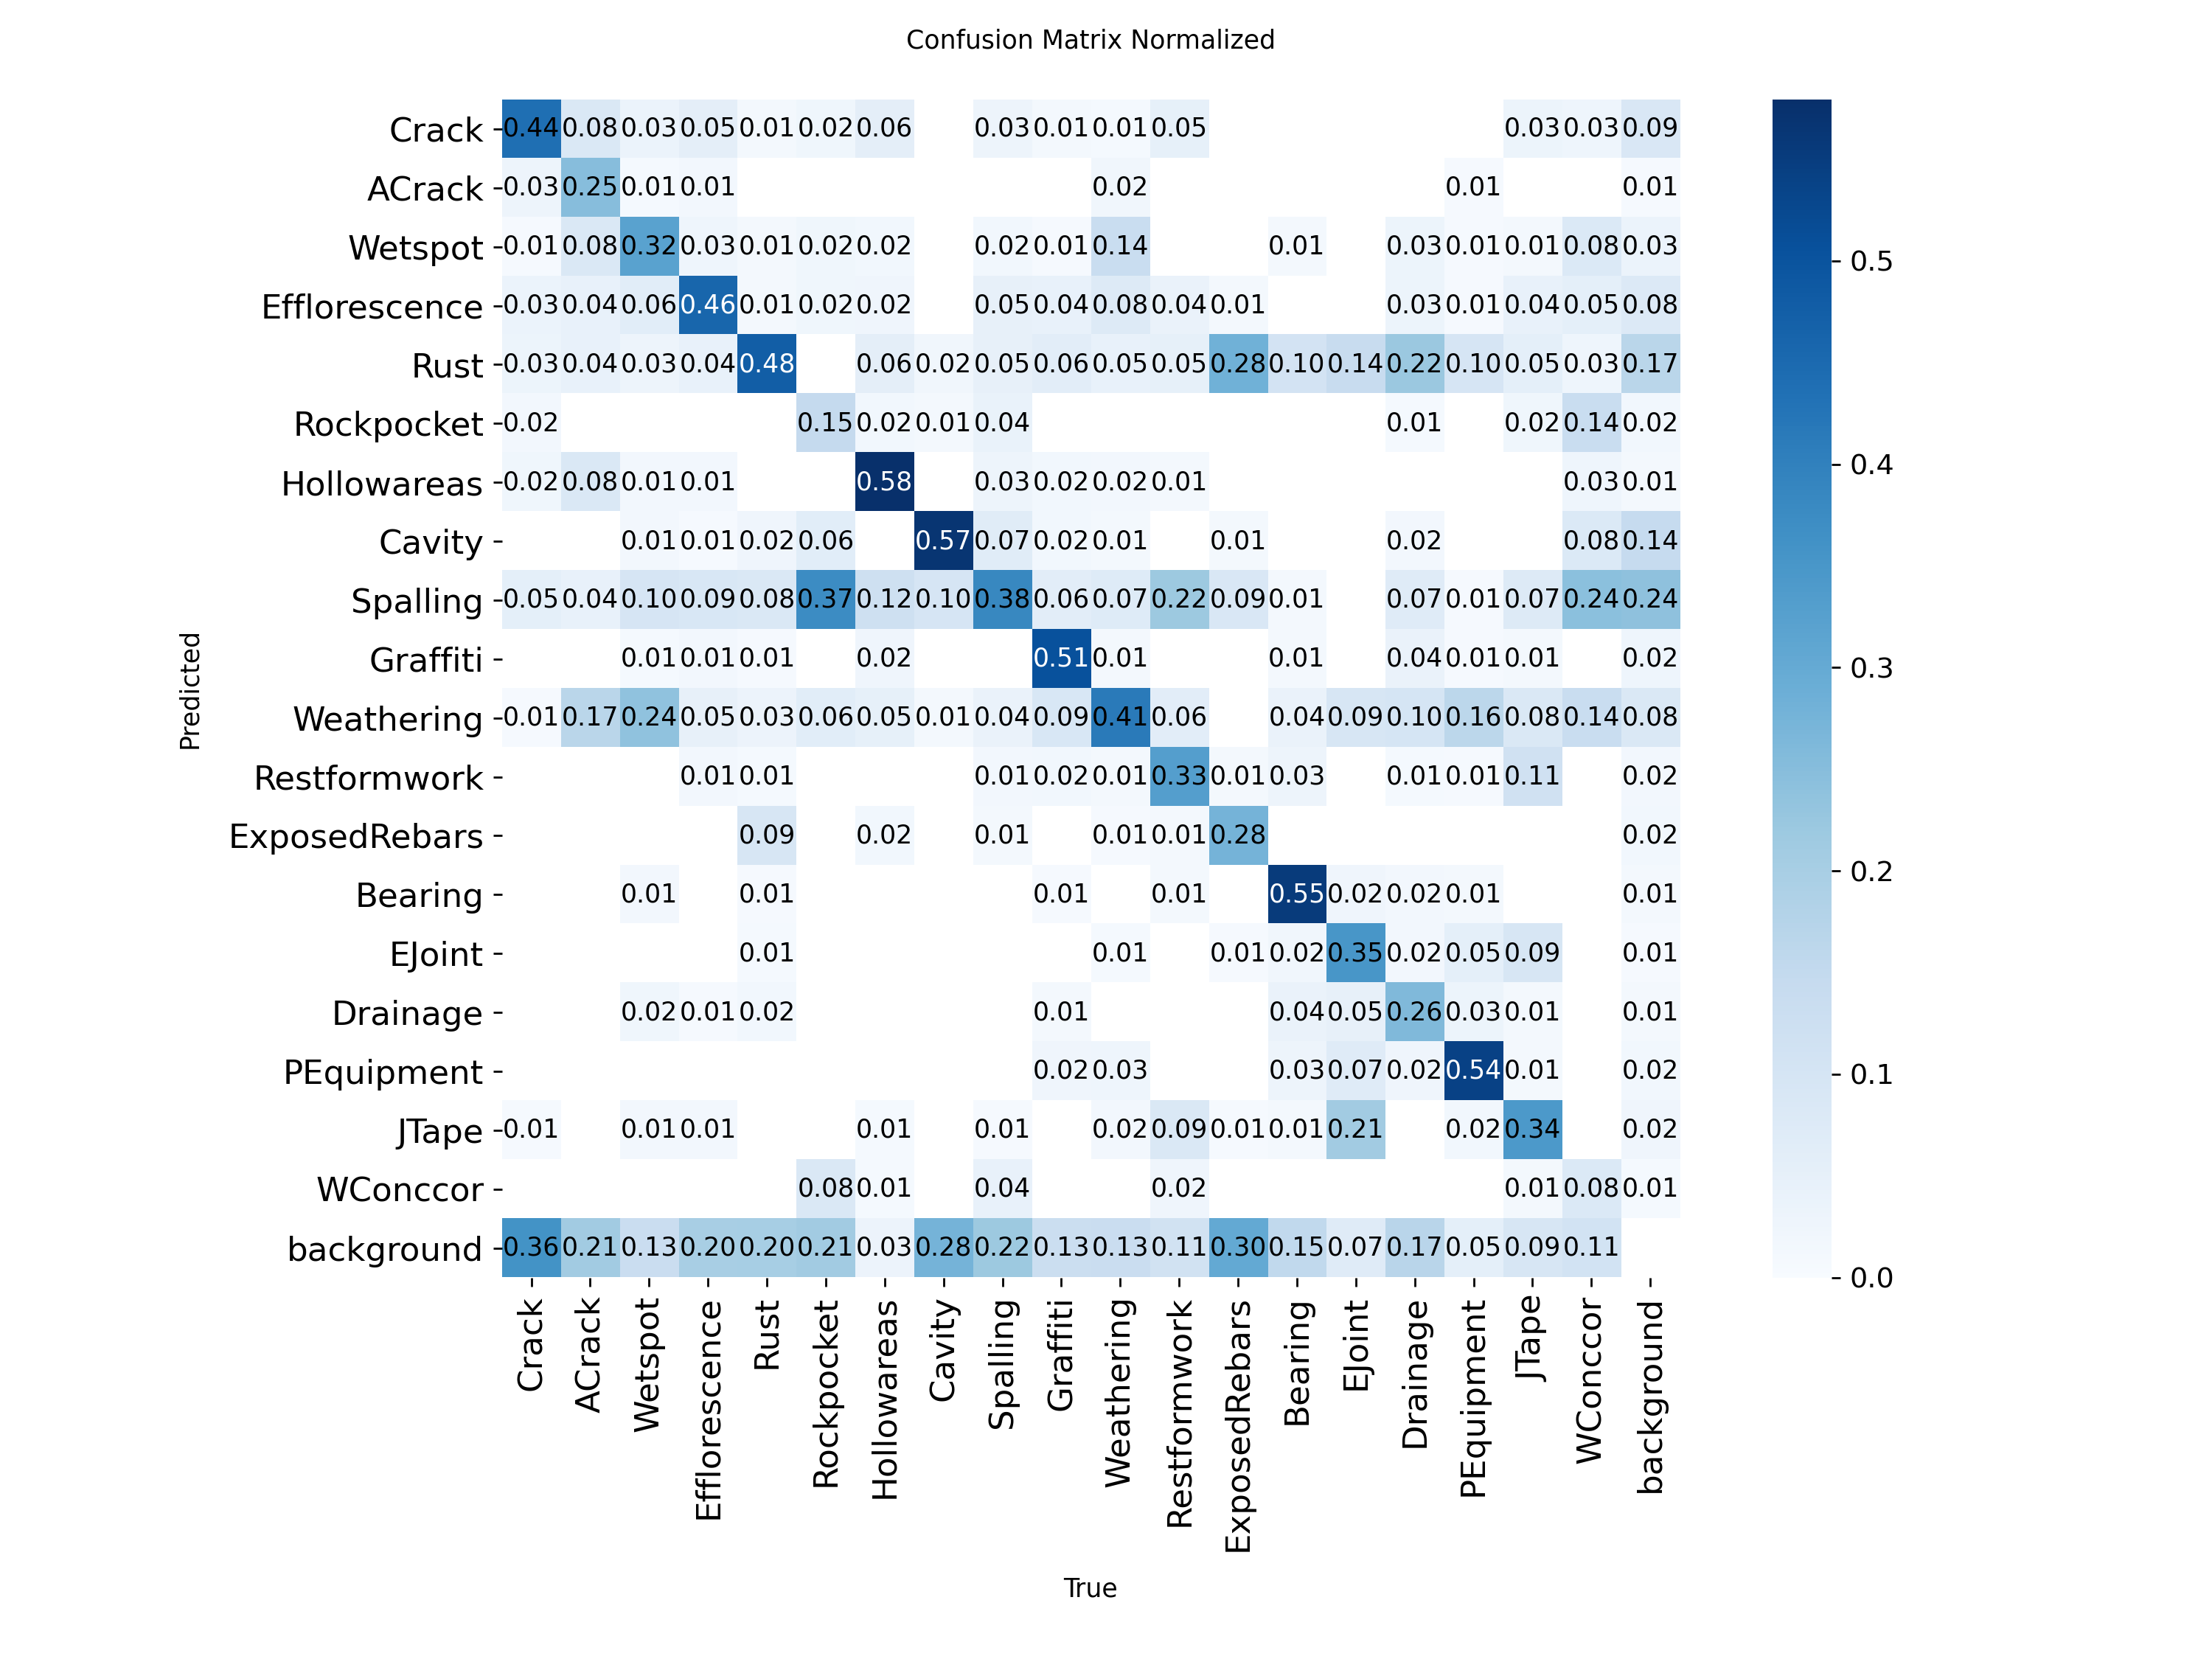 Confusion Matrix Normalized
Crack 0.44 0.08 0.03 0.05 0.01 0.02 0.06 0.03 0.01 0.01 0.05 0.03 0.03 0.09
ACrack 0.03 0.25 0.01 0.01 0.02 0.01 0.01
Wetspot 0.01 0.08 0.32 0.03 0.01 0.02 0.02 0.02 0.01 0.14 0.01 0.03 0.01 0.01 0.08 0.03
Efflorescence 0.03 0.04 0.06 0.46 0.01 0.02 0.02 0.05 0.04 0.08 0.04 0.01 0.03 0.01 0.04 0.05 0.08
Rust 0.03 0.04 0.03 0.04 0.48 0.06 0.02 0.05 0.06 0.05 0.05 0.28 0.10 0.14 0.22 0.10 0.05 0.03 0.17
Rockpocket 0.02 0.15 0.02 0.01 0.04 0.01 0.02 0.14 0.02
Hollowareas 0.02 0.08 0.01 0.01 0.58 0.03 0.02 0.02 0.01 0.03 0.01
Cavity 0.01 0.01 0.02 0.06 0.57 0.07 0.02 0.01 0.01 0.02 0.08 0.14
Spalling 0.05 0.04 0.10 0.09 0.08 0.37 0.12 0.10 0.38 0.06 0.07 0.22 0.09 0.01 0.07 0.01 0.07 0.24 0.24
Graffiti 0.01 0.01 0.01 0.02 0.51 0.01 0.01 0.04 0.01 0.01 0.02
Weathering 0.01 0.17 0.24 0.05 0.03 0.06 0.05 0.01 0.04 0.09 0.41 0.06 0.04 0.09 0.10 0.16 0.08 0.14 0.08
Restformwork 0.01 0.01 0.01 0.02 0.01 0.33 0.01 0.03 0.01 0.01 0.11 0.02
ExposedRebars 0.09 0.02 0.01 0.01 0.01 0.28 0.02
Bearing 0.01 0.01 0.01 0.01 0.55 0.02 0.02 0.01 0.01
EJoint 0.01 0.01 0.01 0.02 0.35 0.02 0.05 0.09 0.01
Drainage 0.02 0.01 0.02 0.01 0.04 0.05 0.26 0.03 0.01 0.01
PEquipment 0.02 0.03 0.03 0.07 0.02 0.54 0.01 0.02
JTape 0.01 0.01 0.01 0.01 0.01 0.02 0.09 0.01 0.01 0.21 0.02 0.34 0.02
WConccor 0.08 0.01 0.04 0.02 0.01 0.08 0.01
background 0.36 0.21 0.13 0.20 0.20 0.21 0.03 0.28 0.22 0.13 0.13 0.11 0.30 0.15 0.07 0.17 0.05 0.09 0.11
Predicted
Crack ACrack Wetspot Efflorescence Rust Rockpocket Hollowareas Cavity Spalling Graffiti Weathering Restformwork ExposedRebars Bearing EJoint Drainage PEquipment JTape WConccor background
True
0.5
0.4
0.3
0.2
0.1
0.0